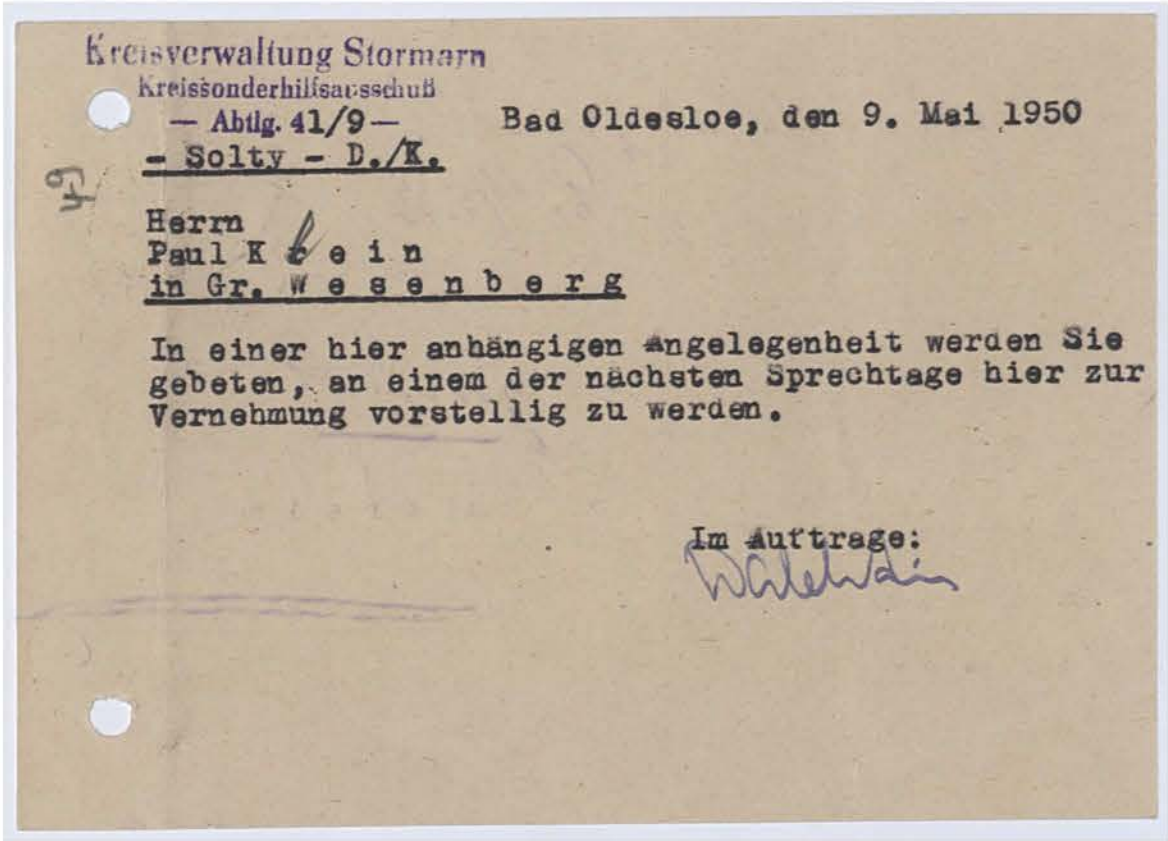 Kreisverwaltung Stormarn
Kreissonderhilfsausschuß
— Abtlg. 41/9 —
Bad Oldesloe, den 9. Mai 1950
- Solty - D./K.
49
Herrn
Paul K l e i n
in Gr. W e s e n b e r g
In einer hier anhängigen Angelegenheit werden Sie
gebeten, an einem der nächsten Sprechtage hier zur
Vernehmung vorstellig zu werden.
Im Auftrage: